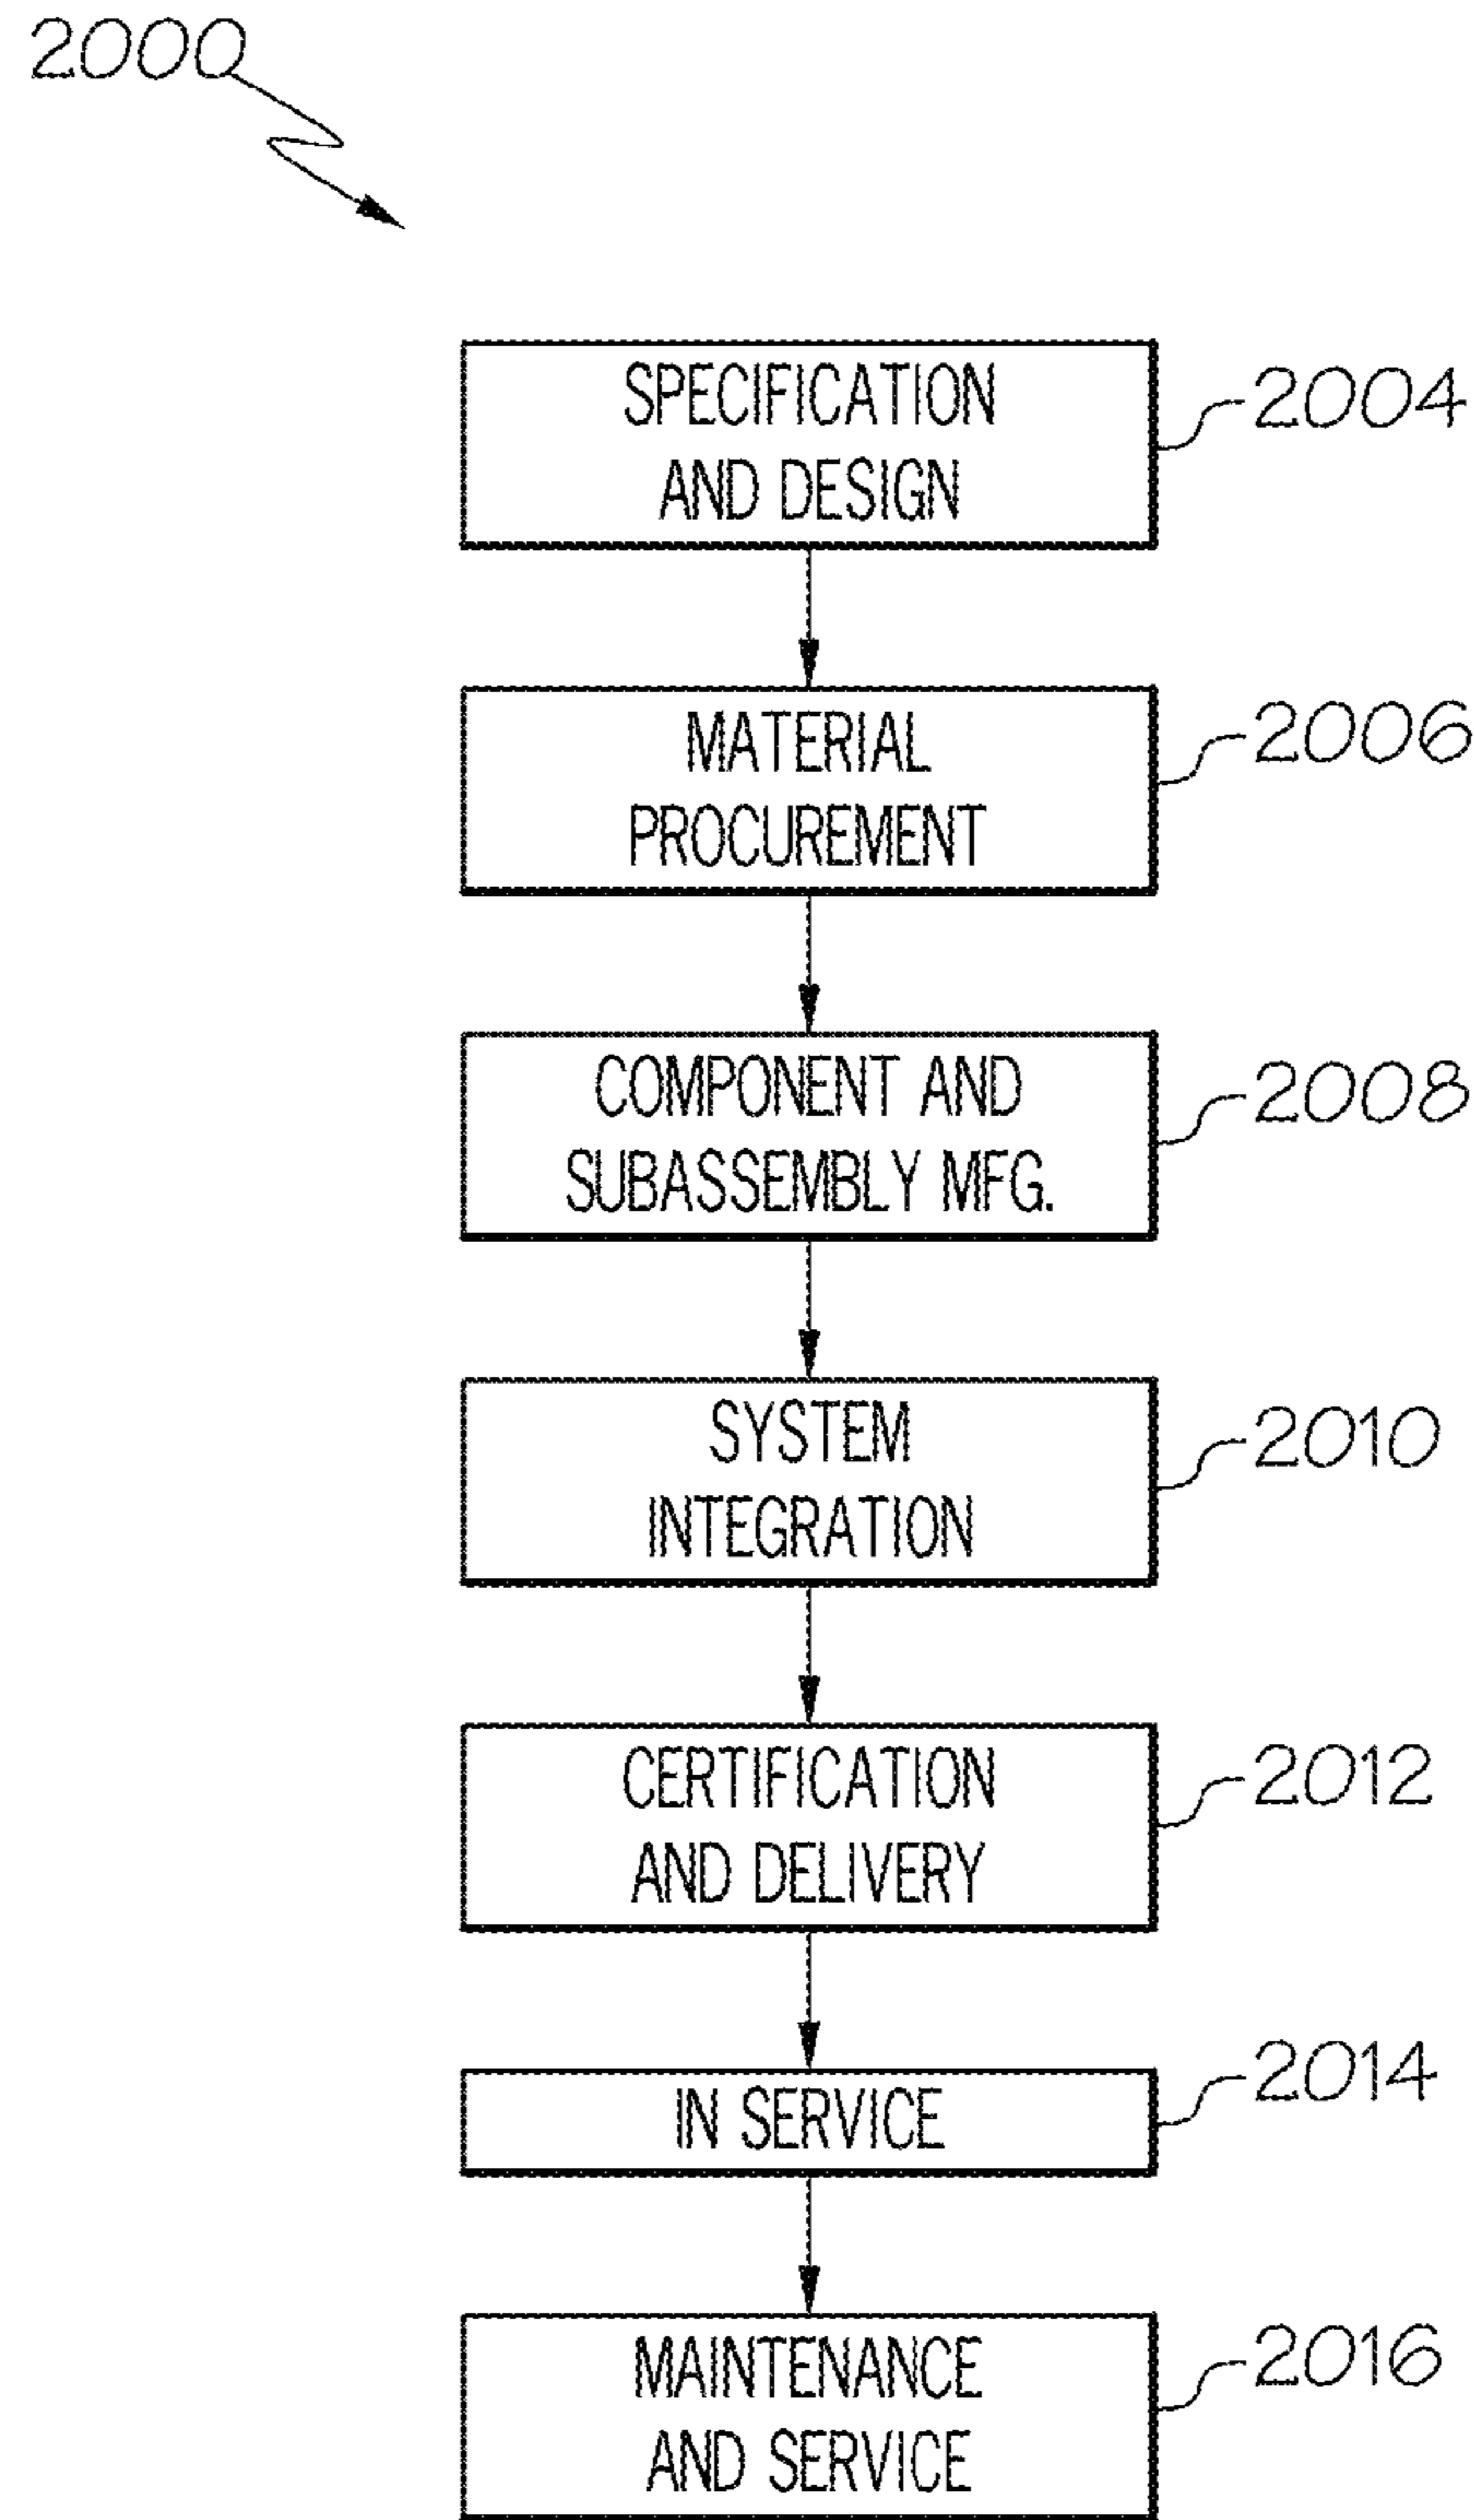 2000
SPECIFICATION
AND DESIGN
2004
MATERIAL
PROCUREMENT
2006
COMPONENT AND
SUBASSEMBLY MFG.
2008
SYSTEM
INTEGRATION
2010
CERTIFICATION
AND DELIVERY
2012
IN SERVICE
2014
MAINTENANCE
AND SERVICE
2016